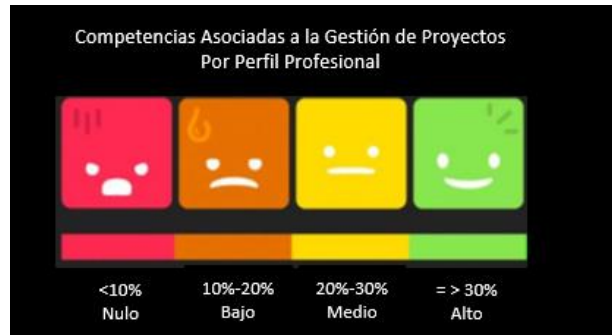 Competencias Asociadas a la Gestión de Proyectos
Por Perfil Profesional
<10% 10%-20% 20%-30% = > 30%
Nulo Bajo Medio Alto